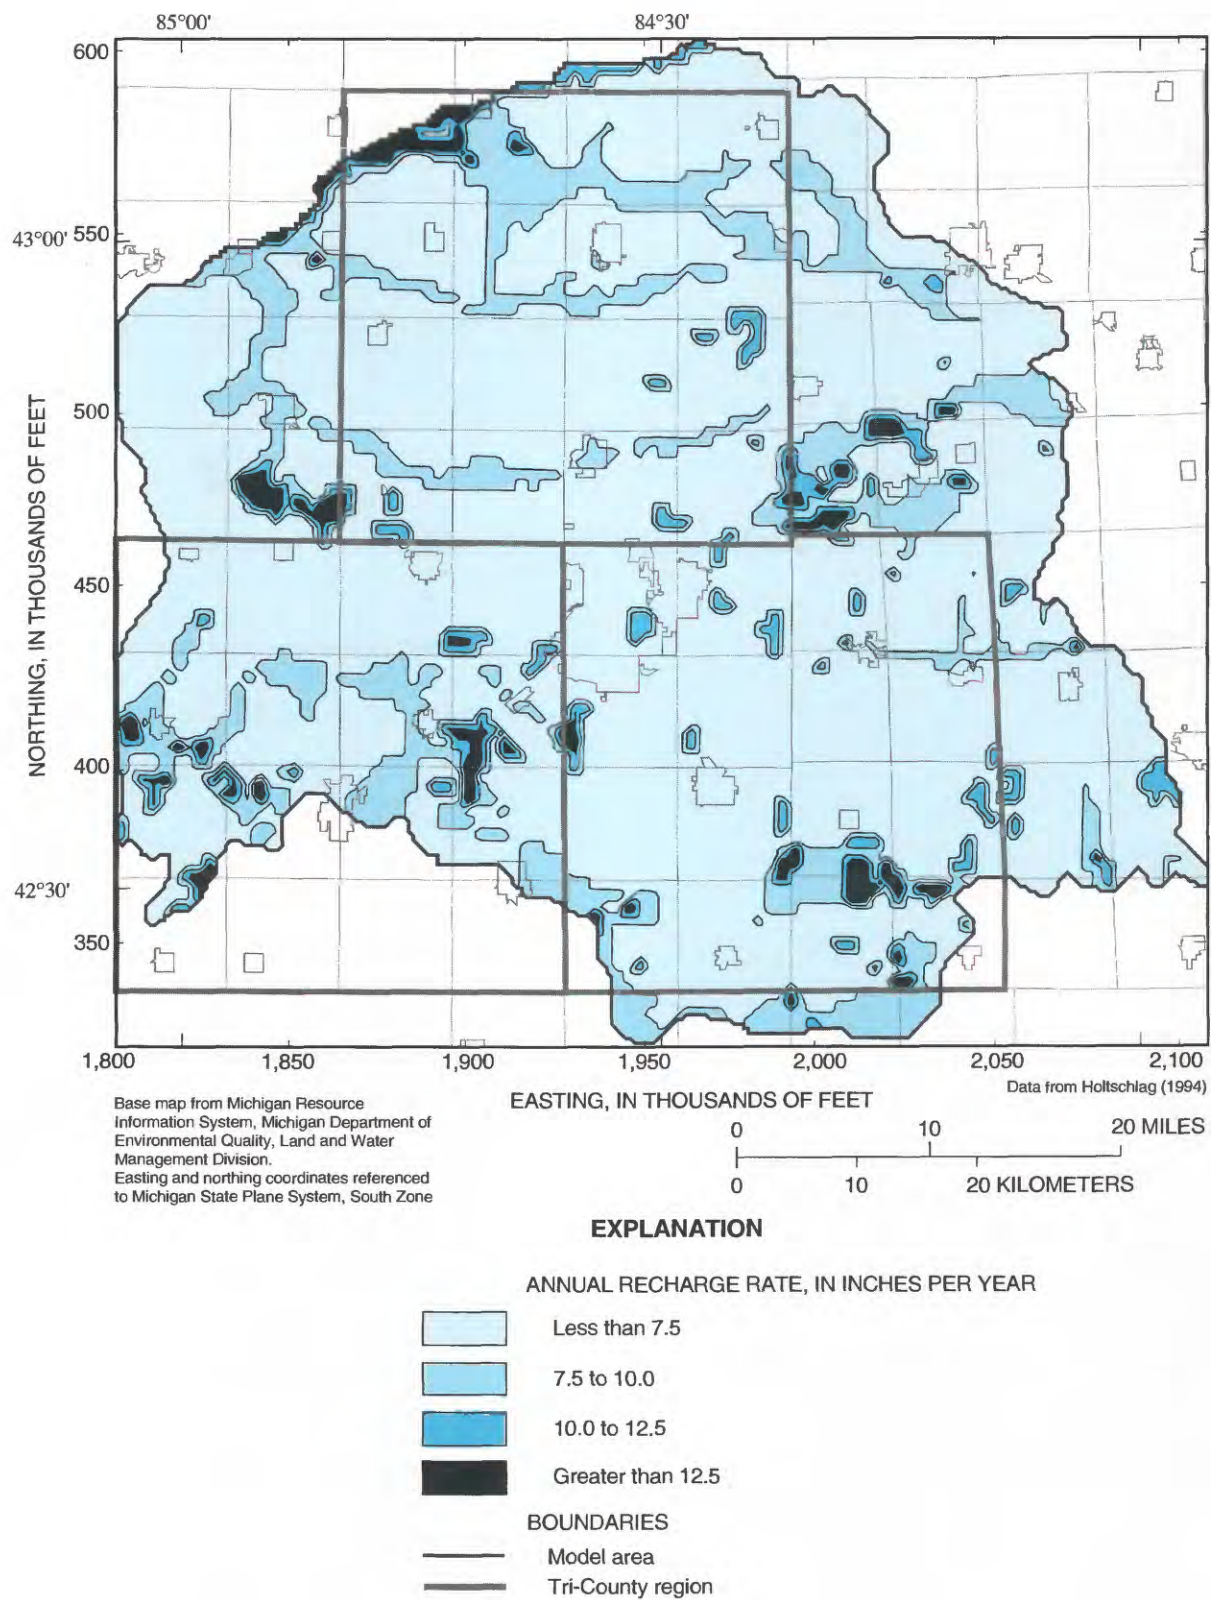 85°00' 84°30'
600
550
43°00'
500
450
400
42°30'
350
NORTHING, IN THOUSANDS OF FEET
1,800 1,850 1,900 1,950 2,000 2,050 2,100
Data from Holtschlag (1994)
EASTING, IN THOUSANDS OF FEET
Base map from Michigan Resource
Information System, Michigan Department of
Environmental Quality, Land and Water
Management Division.
Easting and northing coordinates referenced
to Michigan State Plane System, South Zone
0 10 20 MILES
0 10 20 KILOMETERS
EXPLANATION
ANNUAL RECHARGE RATE, IN INCHES PER YEAR
Less than 7.5
7.5 to 10.0
10.0 to 12.5
Greater than 12.5
BOUNDARIES
Model area
Tri-County region